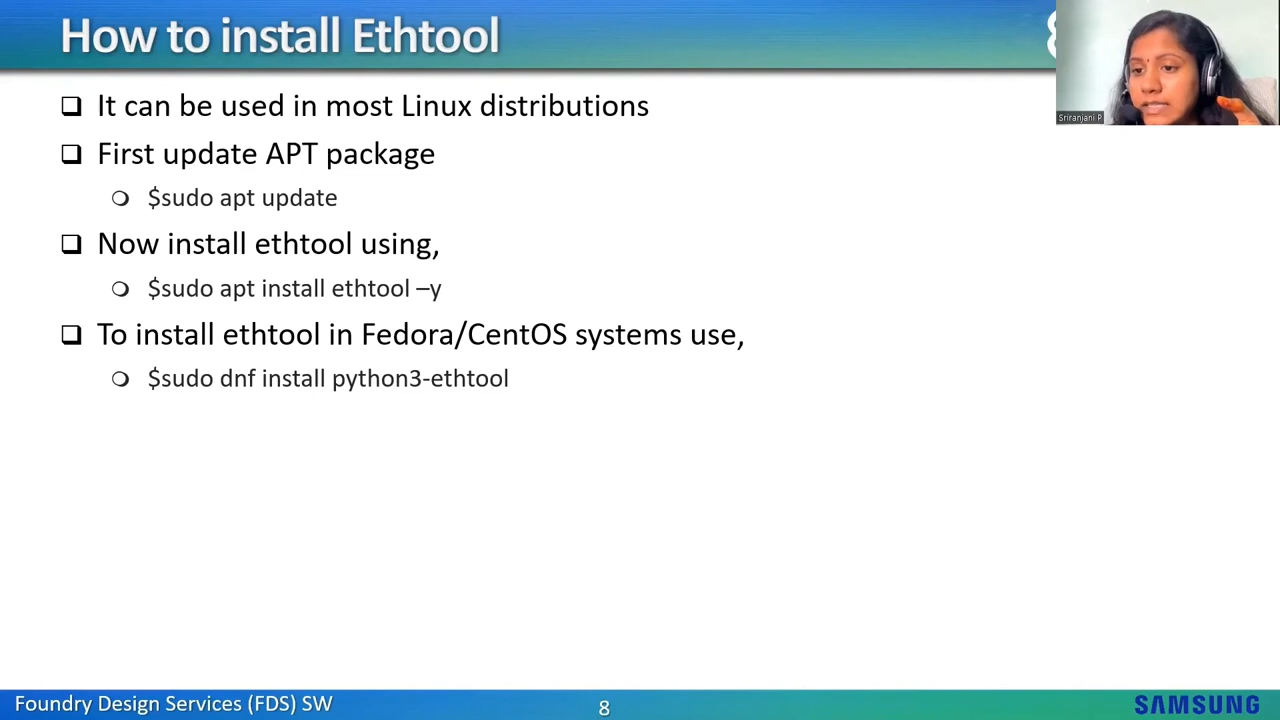 How to install Ethtool
Sriranjani P
❑ It can be used in most Linux distributions
❑ First update APT package
❍ $sudo apt update
❑ Now install ethtool using,
❍ $sudo apt install ethtool –y
❑ To install ethtool in Fedora/CentOS systems use,
❍ $sudo dnf install python3-ethtool
Foundry Design Services (FDS) SW
8
SAMSUNG